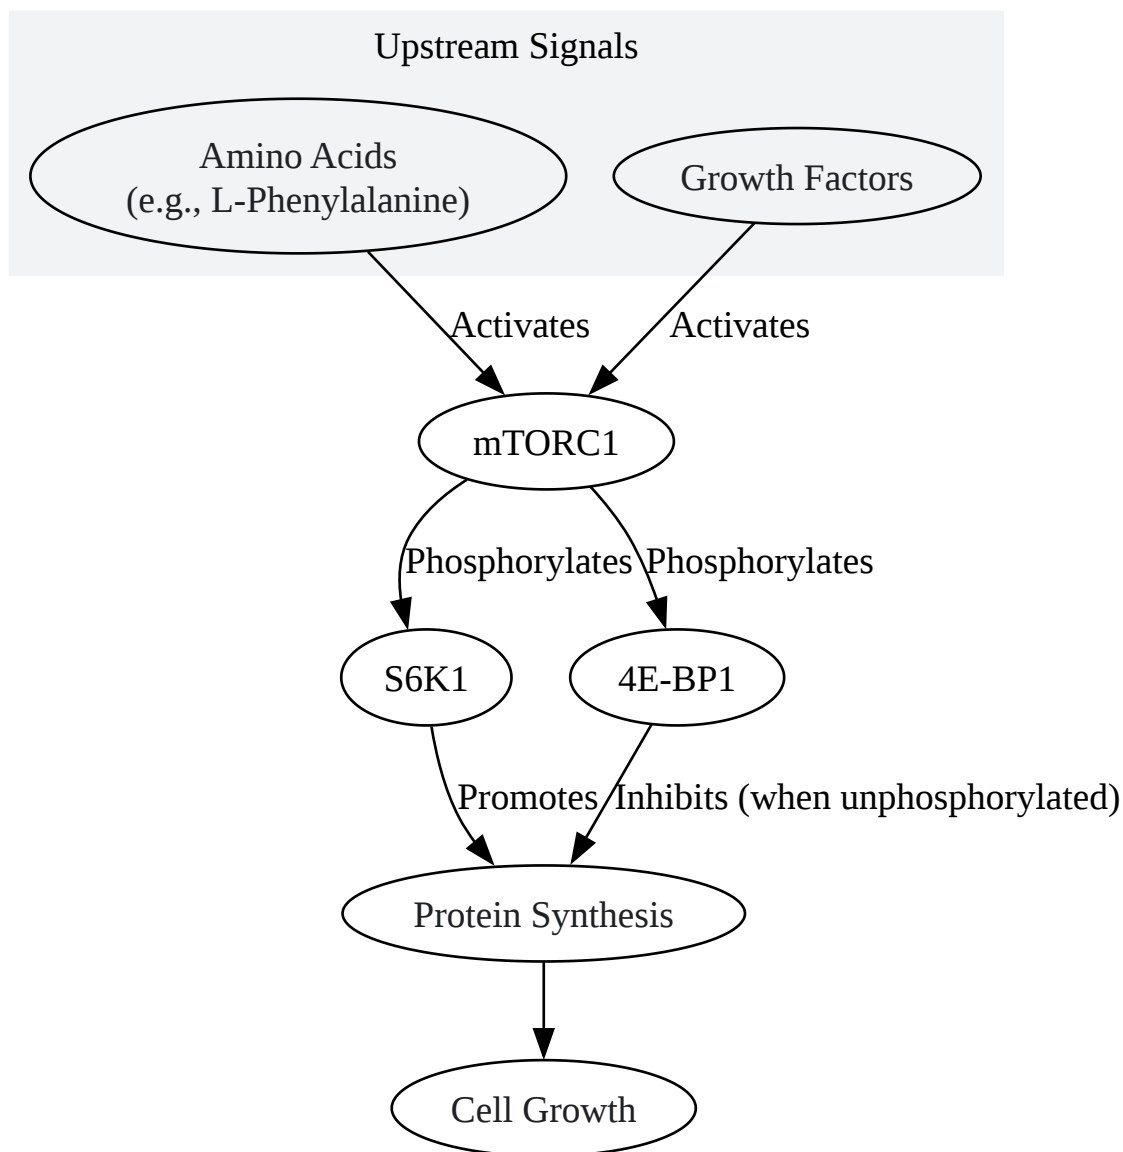 Upstream Signals
Amino Acids
(e.g., L-Phenylalanine)
Growth Factors
Activates
Activates
mTORC1
Phosphorylates
Phosphorylates
S6K1
4E-BP1
Promotes
Inhibits (when unphosphorylated)
Protein Synthesis
Cell Growth